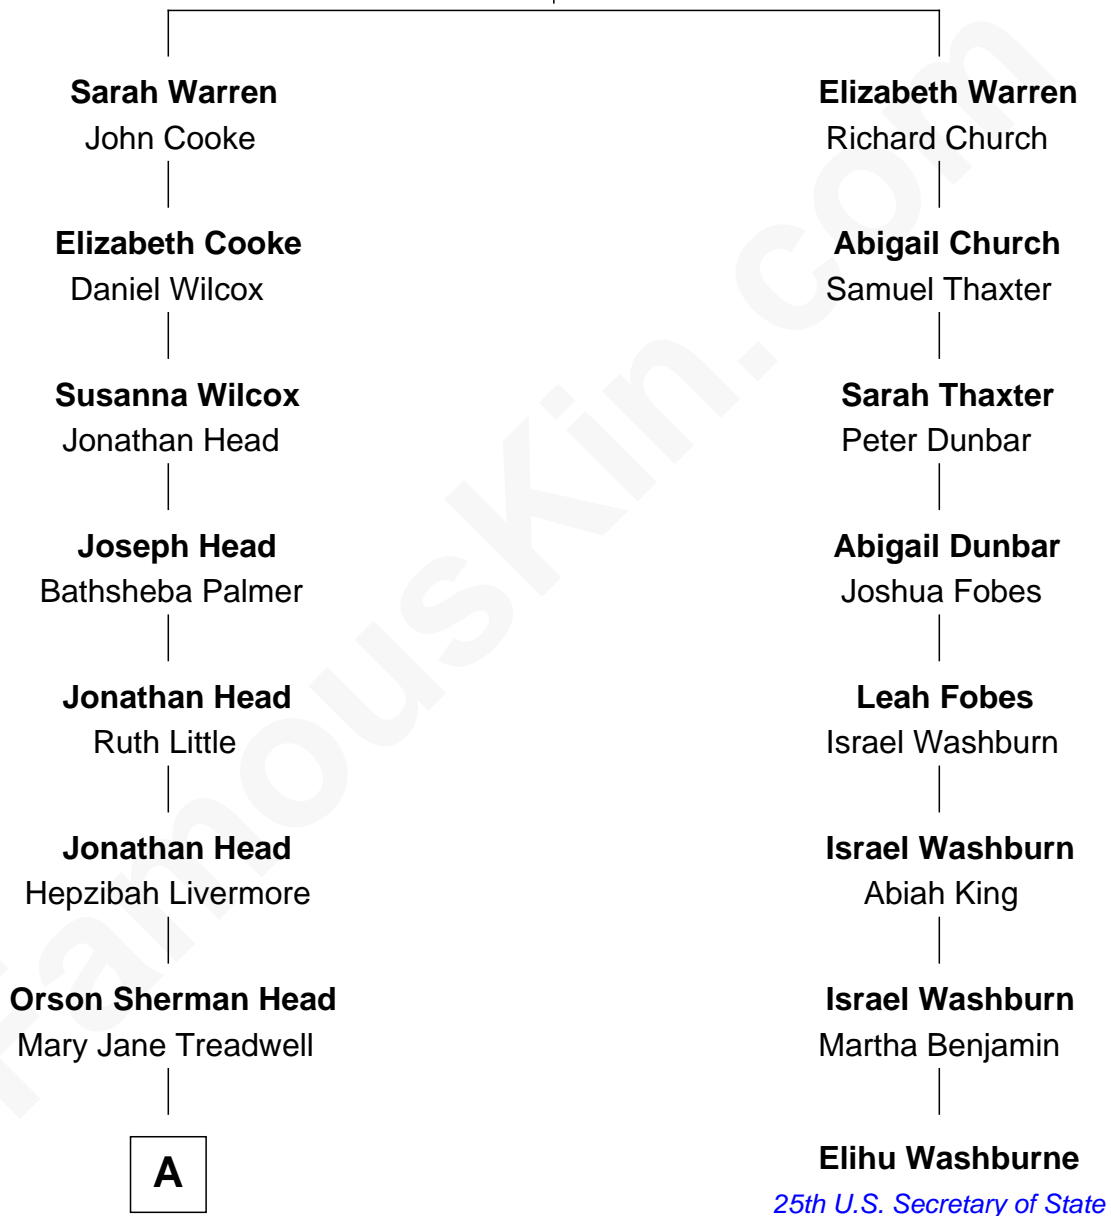 Sarah Warren
John Cooke
Elizabeth Warren
Richard Church
Elizabeth Cooke
Daniel Wilcox
Abigail Church
Samuel Thaxter
Susanna Wilcox
Jonathan Head
Sarah Thaxter
Peter Dunbar
Joseph Head
Bathsheba Palmer
Abigail Dunbar
Joshua Fobes
Jonathan Head
Ruth Little
Leah Fobes
Israel Washburn
Jonathan Head
Hepzibah Livermore
Israel Washburn
Abiah King
Orson Sherman Head
Mary Jane Treadwell
Israel Washburn
Martha Benjamin
A
Elihu Washburne
25th U.S. Secretary of State
FamousKin.com